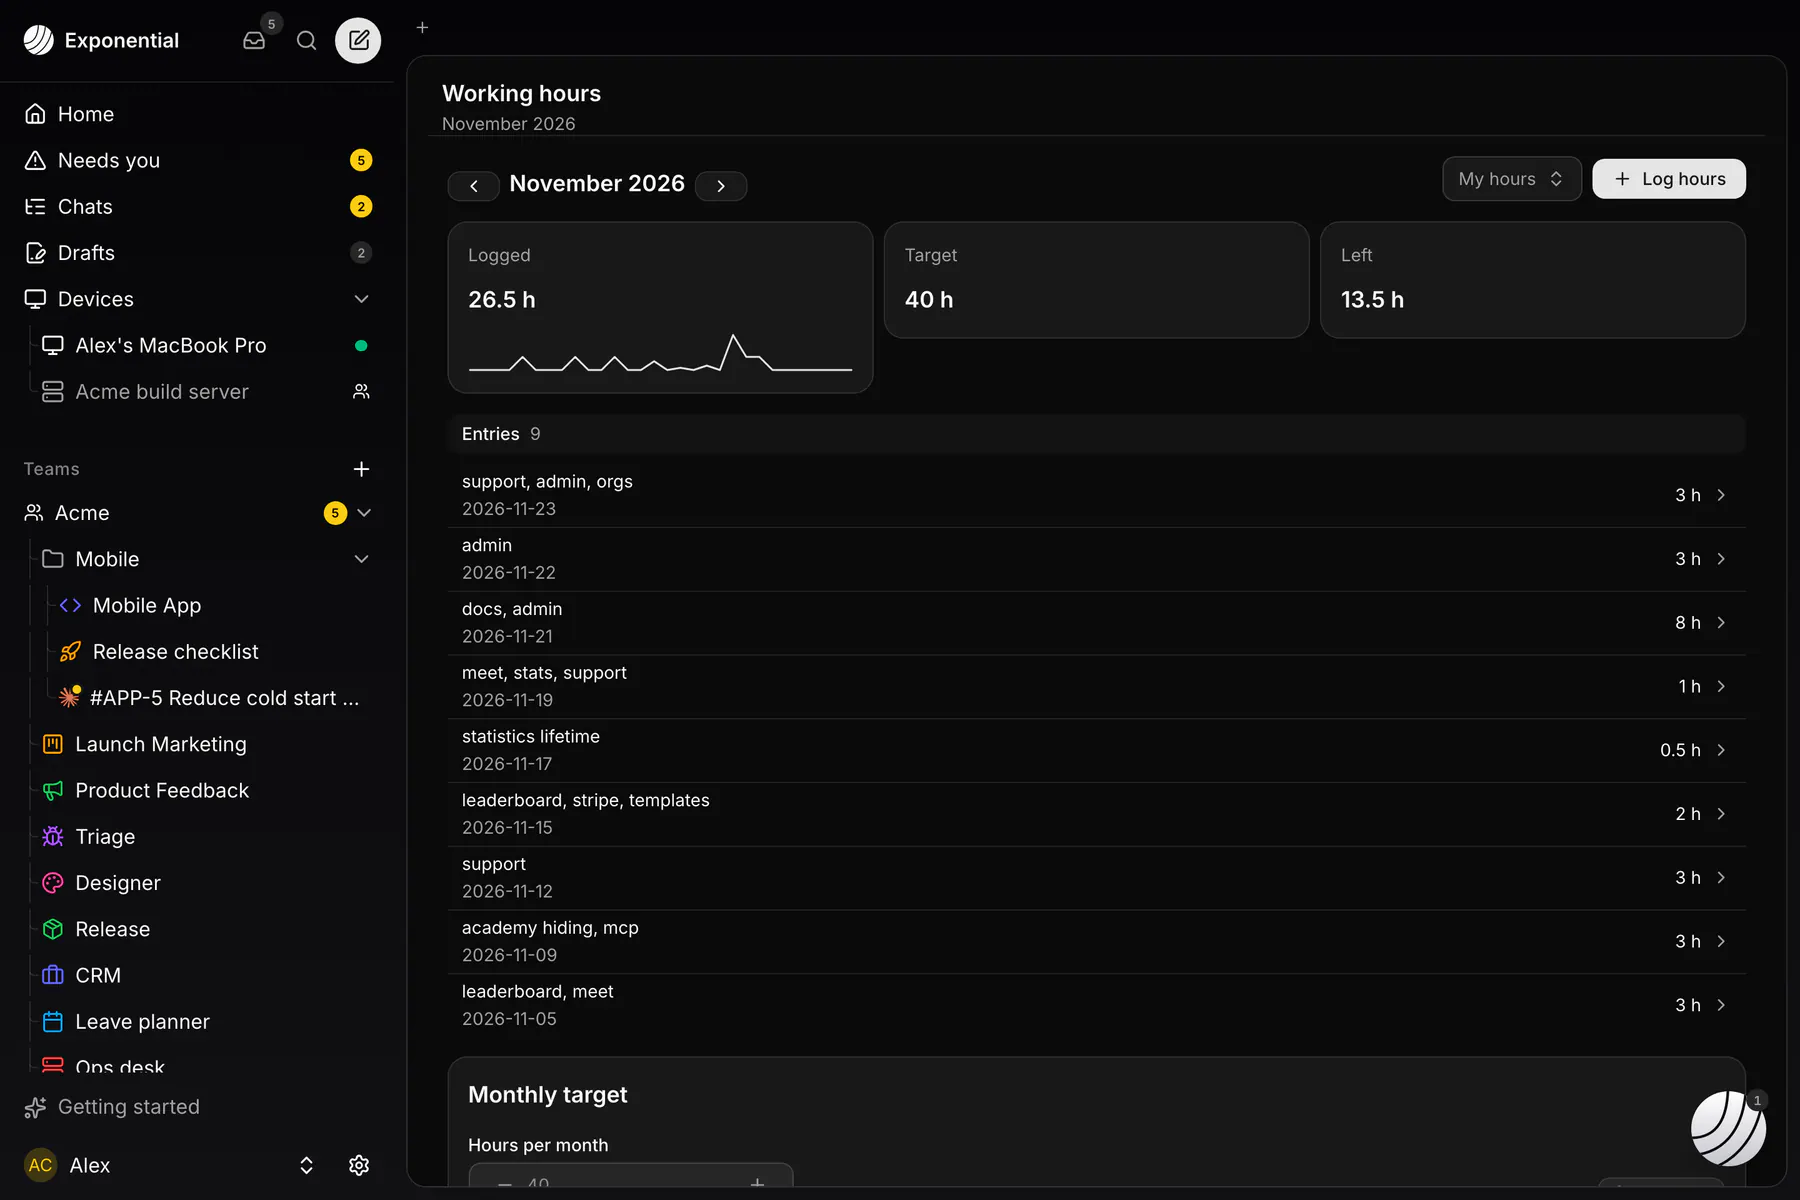 Exponential
5
Home
Needs you
5
Chats
2
Drafts
2
Devices
Alex's MacBook Pro
Acme build server
Teams
Acme
5
Mobile
Mobile App
Release checklist
#APP-5 Reduce cold start ...
Launch Marketing
Product Feedback
Triage
Designer
Release
CRM
Leave planner
Ops desk
Getting started
AC
Alex
Working hours
November 2026
November 2026
My hours
Log hours
Logged
26.5 h
Target
40 h
Left
13.5 h
Entries 9
support, admin, orgs
2026-11-23
3 h
admin
2026-11-22
3 h
docs, admin
2026-11-21
8 h
meet, stats, support
2026-11-19
1 h
statistics lifetime
2026-11-17
0.5 h
leaderboard, stripe, templates
2026-11-15
2 h
support
2026-11-12
3 h
academy hiding, mcp
2026-11-09
3 h
leaderboard, meet
2026-11-05
3 h
Monthly target
Hours per month
40
1